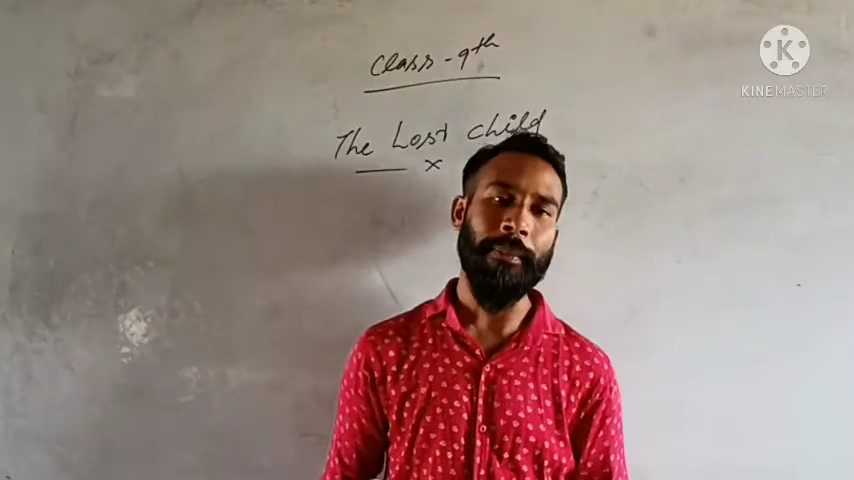 Class - 9th
The Lost child
x
K
KINEMASTER